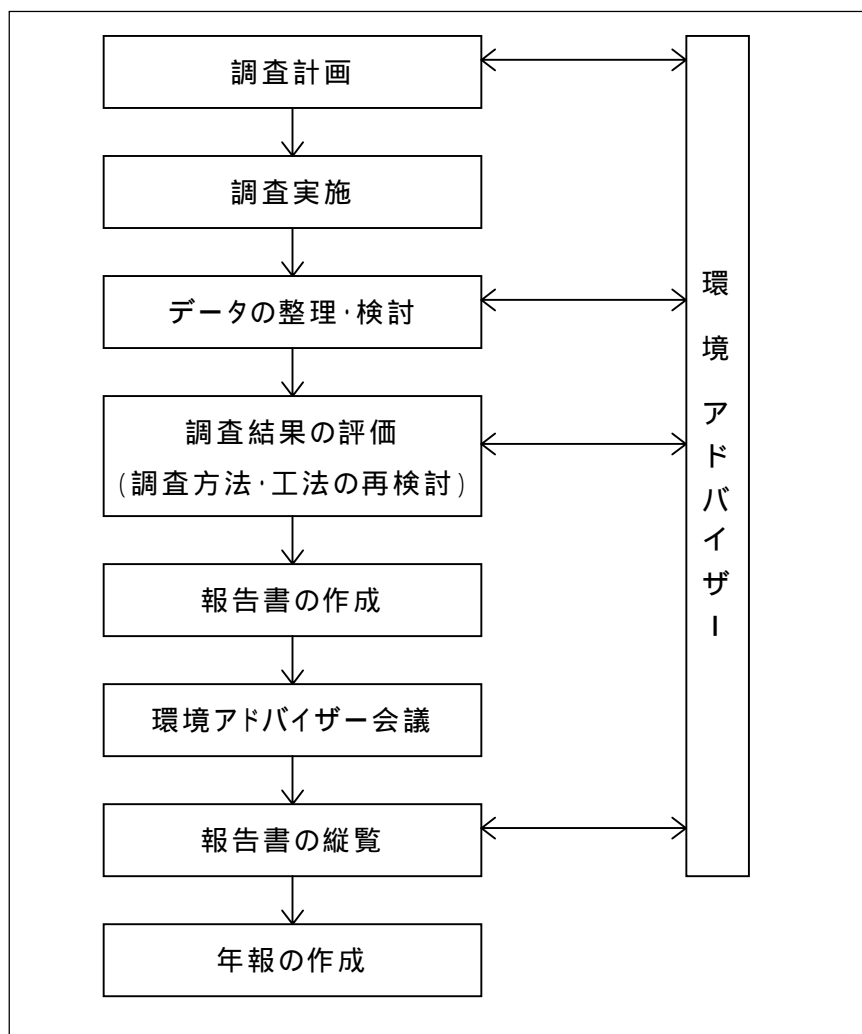 調査計画
調査実施
データの整理・検討
調査結果の評価
(調査方法・工法の再検討)
報告書の作成
環境アドバイザー会議
報告書の縦覧
年報の作成
環境アドバイザー